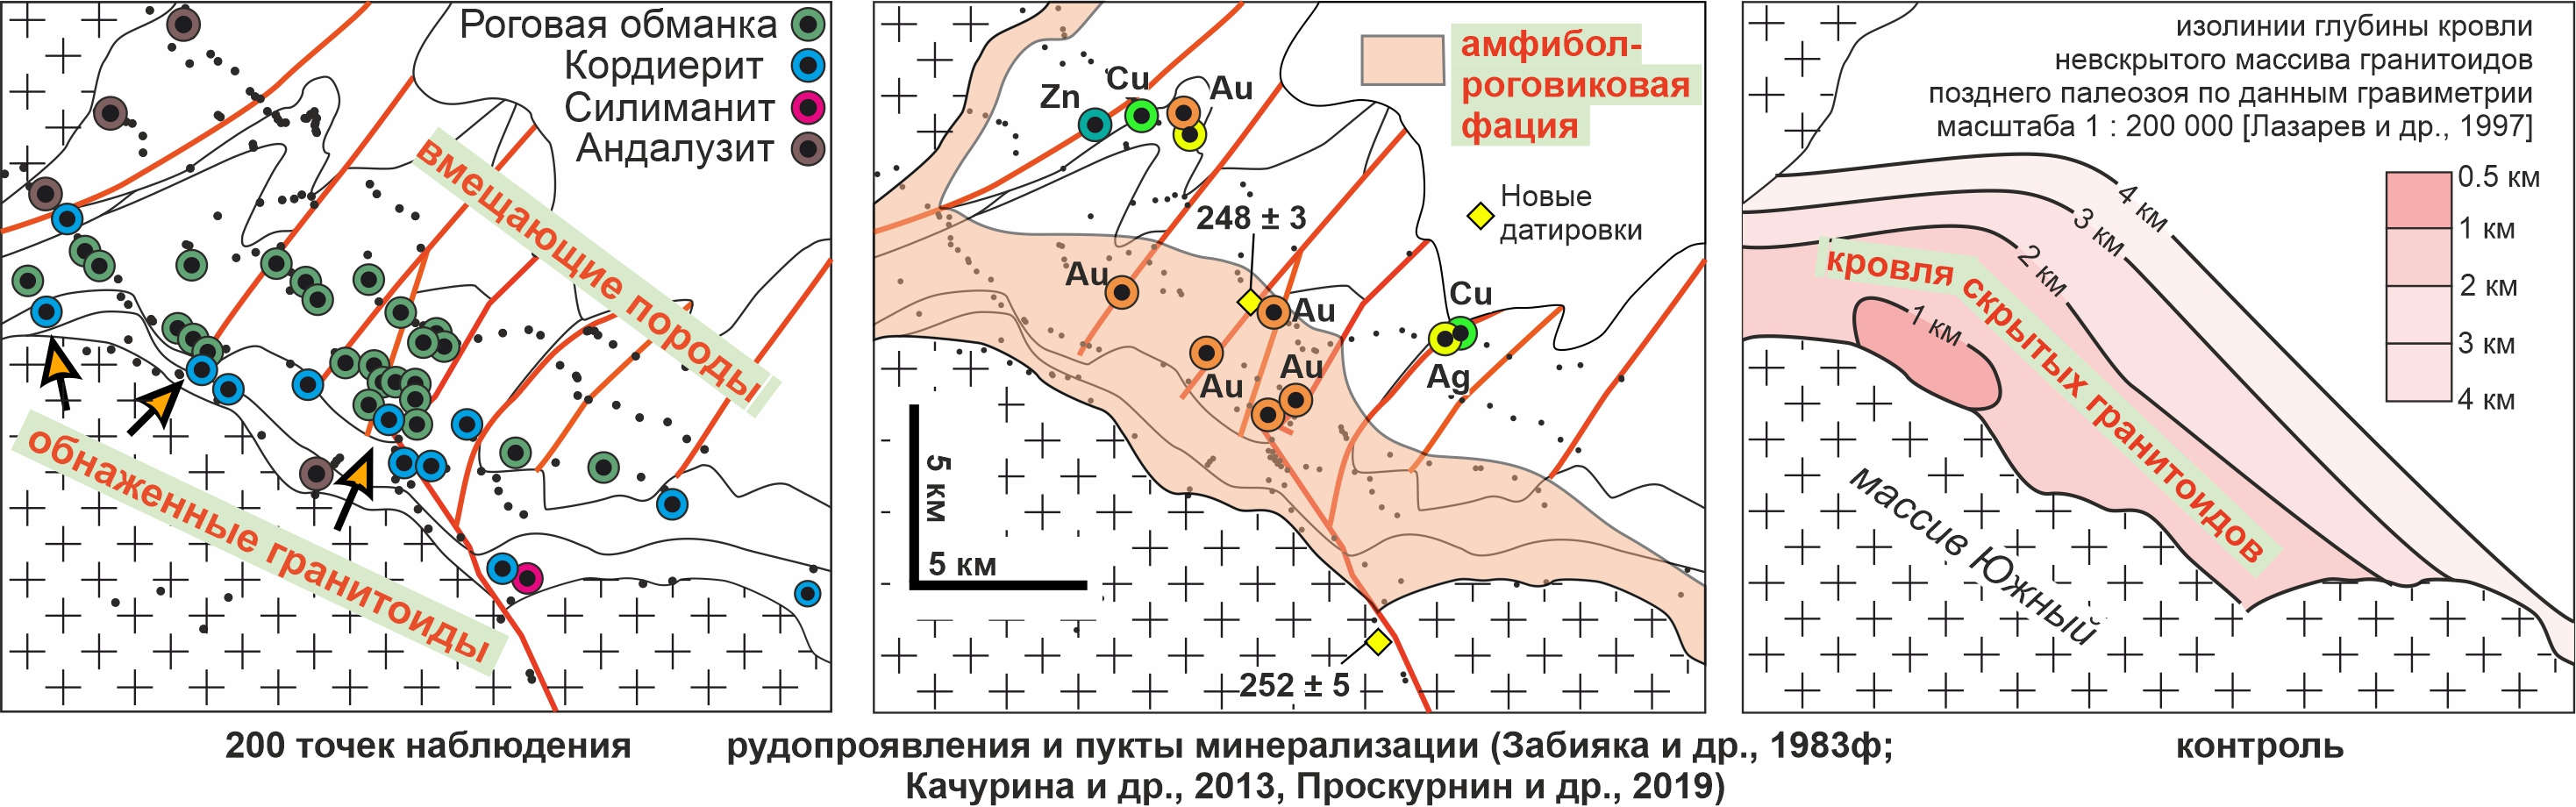 Роговая обманка
Кордиерит
Силиманит
Андалузит
вмещающие породы
обнаженные гранитоиды
200 точек наблюдения
амфибол-
роговиковая
фация
Zn
Cu
Au
Новые
датировки
248 ± 3
Au
Au
Cu
Au
Au
Ag
5 км
5 км
252 ± 5
рудопроявления и пукты минерализации (Забияка и др., 1983ф;
Качурина и др., 2013, Проскурнин и др., 2019)
изолинии глубины кровли
невскрытого массива гранитоидов
позднего палеозоя по данным гравиметрии
масштаба 1 : 200 000 [Лазарев и др., 1997]
0.5 км
1 км
2 км
3 км
4 км
4 км
3 км
2 км
1 км
кровля скрытых гранитоидов
массив Южный
контроль